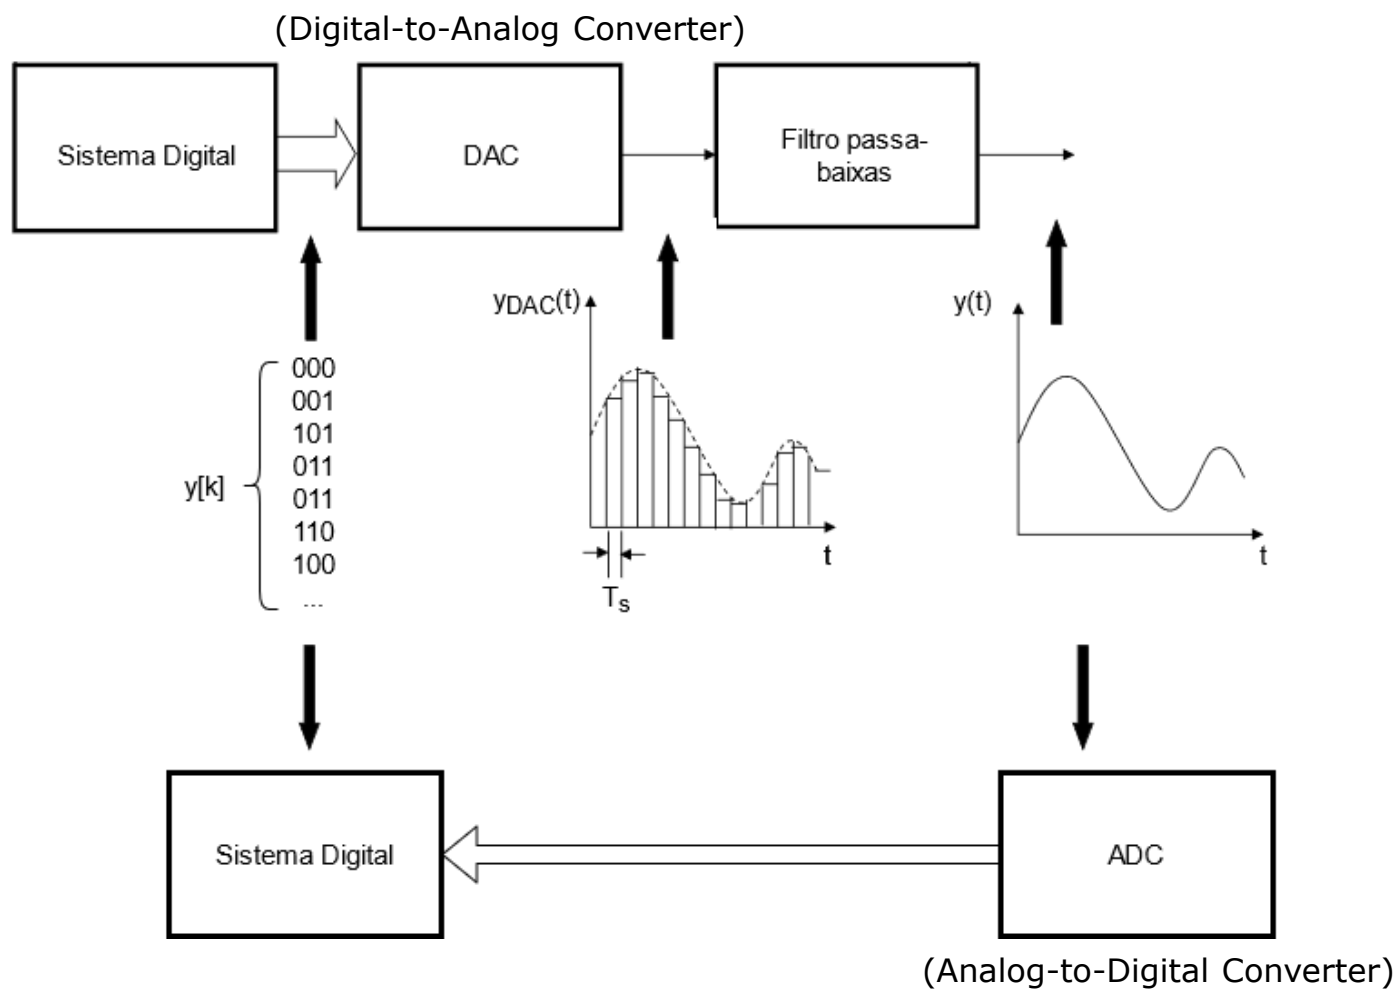 (Digital-to-Analog Converter)
Sistema Digital
DAC
Filtro passa-
baixas
y[k]
000
001
101
011
011
110
100
...
yDAC(t)
t
Ts
y(t)
t
Sistema Digital
ADC
(Analog-to-Digital Converter)